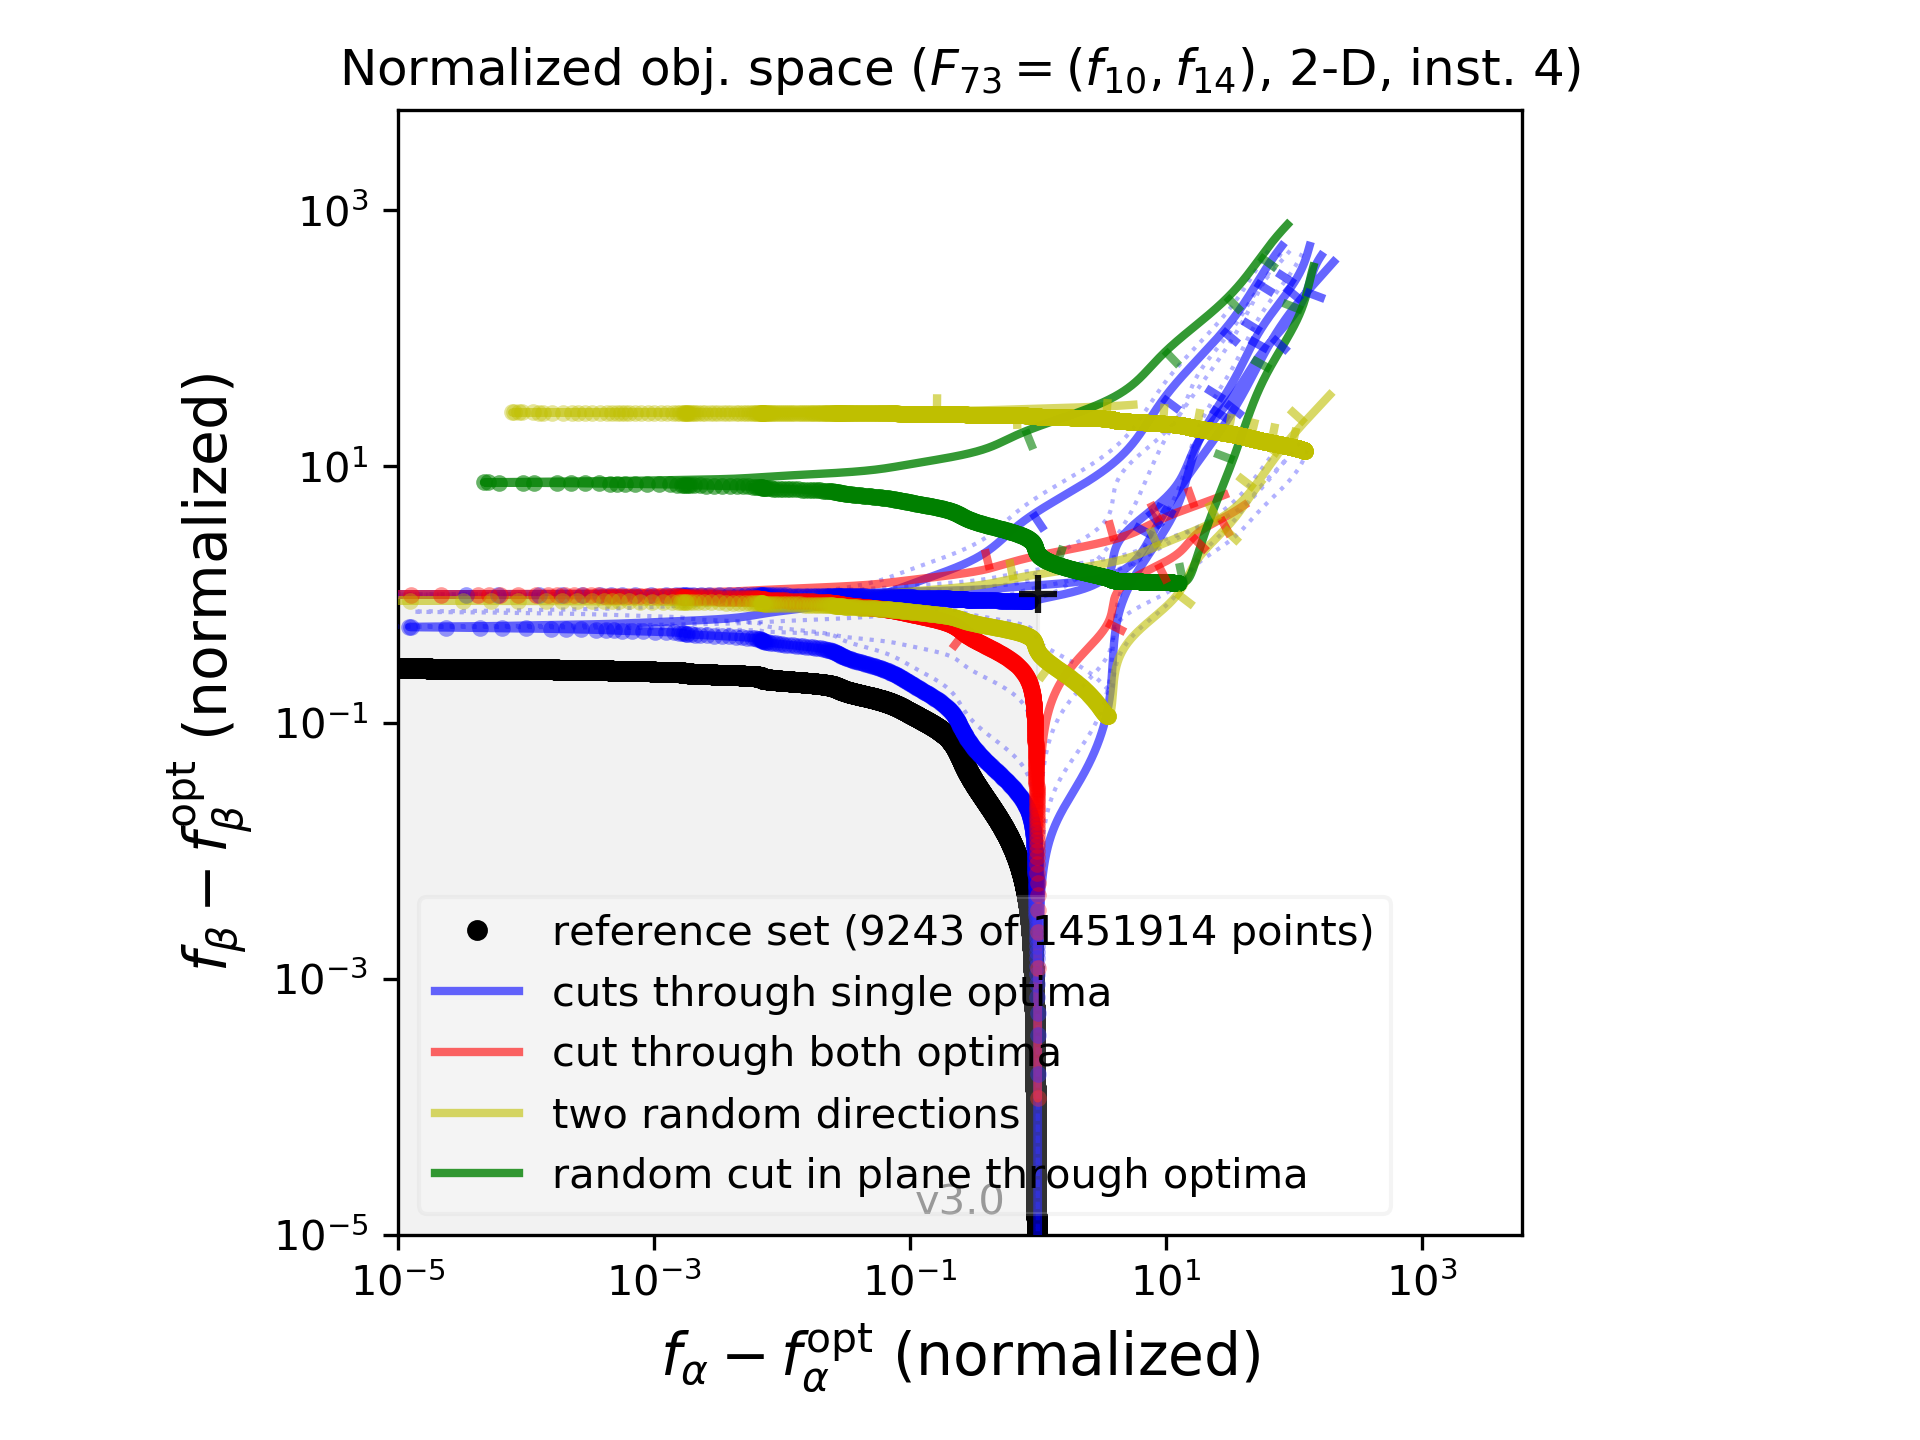 Normalized obj. space (F₇₃ = (f₁₀, f₁₄), 2-D, inst. 4)
10³
10¹
10⁻¹
10⁻³
10⁻⁵
f_β − f_β^opt (normalized)
reference set (9243 of 1451914 points)
cuts through single optima
cut through both optima
two random directions
random cut in plane through optima
v3.0
10⁻⁵ 10⁻³ 10⁻¹ 10¹ 10³
f_α − f_α^opt (normalized)